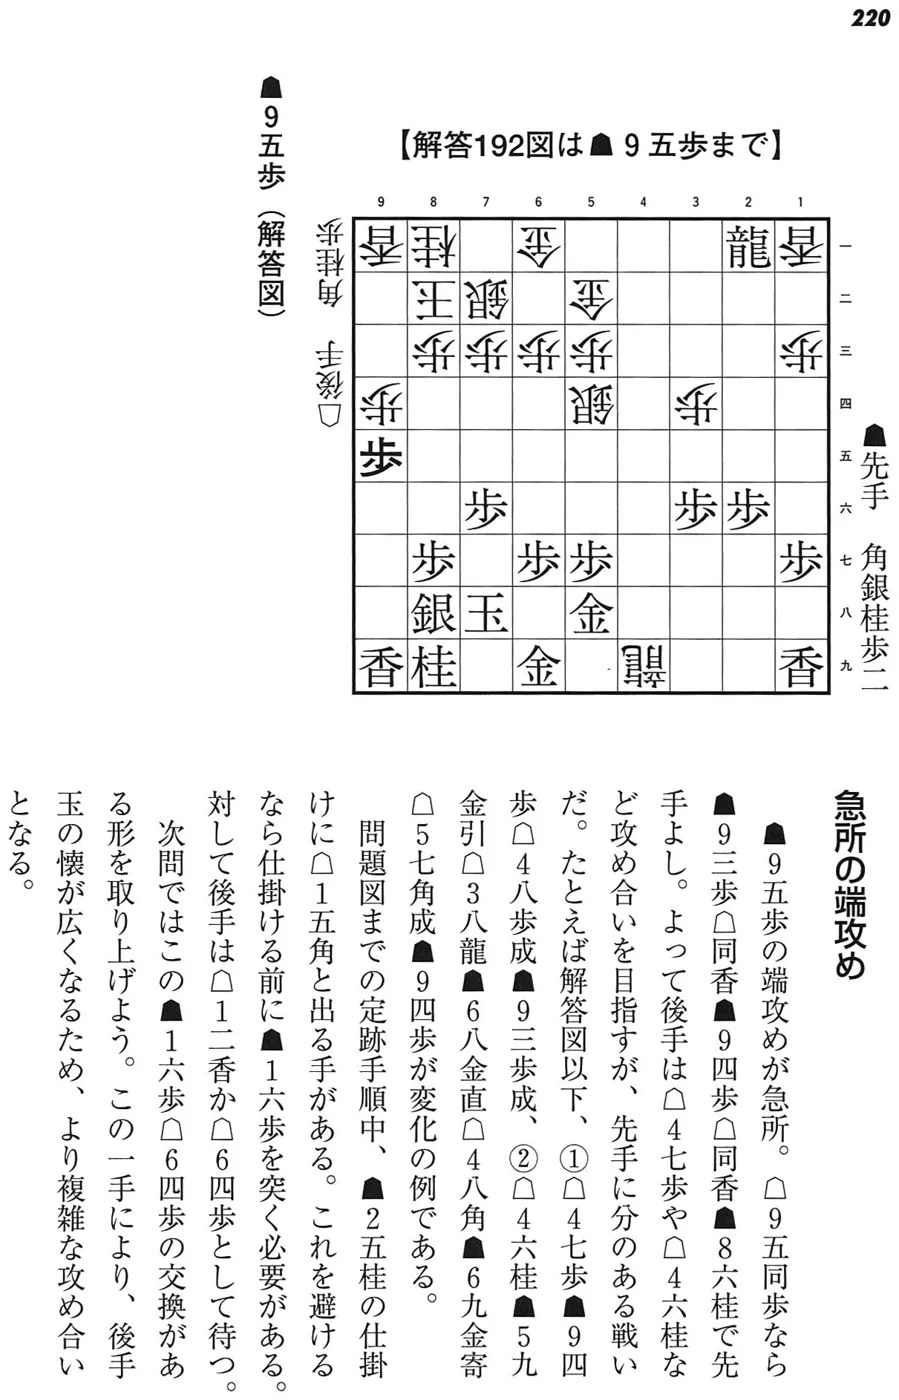 220
☗9五歩（解答図）
【解答192図は☗9五歩まで】
9 8 7 6 5 4 3 2 1
香 桂 金 龍 香 一
王 銀 金 二
歩 歩 歩 歩 歩 三
歩 銀 歩 四
歩 五
歩 歩 歩 六
歩 歩 歩 歩 七
銀 玉 金 八
香 桂 金 龍 香 九
☖後手 角桂歩
☗先手 角銀桂歩二
急所の端攻め
☗9五歩の端攻めが急所。☖9五同歩なら
☗9三歩☖同香☗9四歩☖同香☗8六桂で先
手よし。よって後手は☖4七歩や☖4六桂な
ど攻め合いを目指すが、先手に分のある戦い
だ。たとえば解答図以下、①☖4七歩☗9四
歩☖4八歩成☗9三歩成、②☖4六桂☗5九
金引☖3八龍☗6八金直☖4八角☗6九金寄
☖5七角成☗9四歩が変化の例である。
問題図までの定跡手順中、☗2五桂の仕掛
けに☖1五角と出る手がある。これを避ける
なら仕掛ける前に☗1六歩を突く必要がある。
対して後手は☖1二香か☖6四歩として待つ。
次問ではこの☗1六歩☖6四歩の交換があ
る形を取り上げよう。この一手により、後手
玉の懐が広くなるため、より複雑な攻め合い
となる。